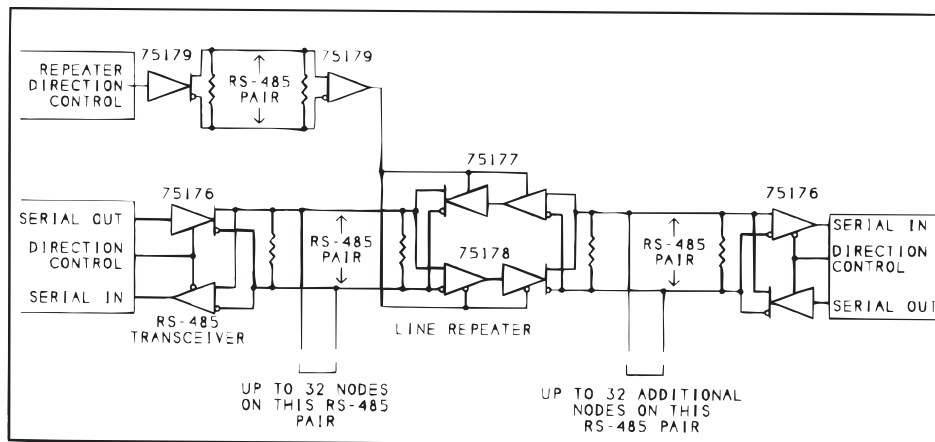 75179
75179
REPEATER
DIRECTION
CONTROL
RS-485
PAIR
75177
75176
75176
SERIAL OUT
DIRECTION
CONTROL
SERIAL IN
RS-485
TRANSCEIVER
RS-485
PAIR
75178
LINE REPEATER
RS-485
PAIR
SERIAL IN
DIRECTION
CONTROL
SERIAL OUT
UP TO 32 NODES
ON THIS RS-485
PAIR
UP TO 32 ADDITIONAL
NODES ON THIS
RS-485 PAIR